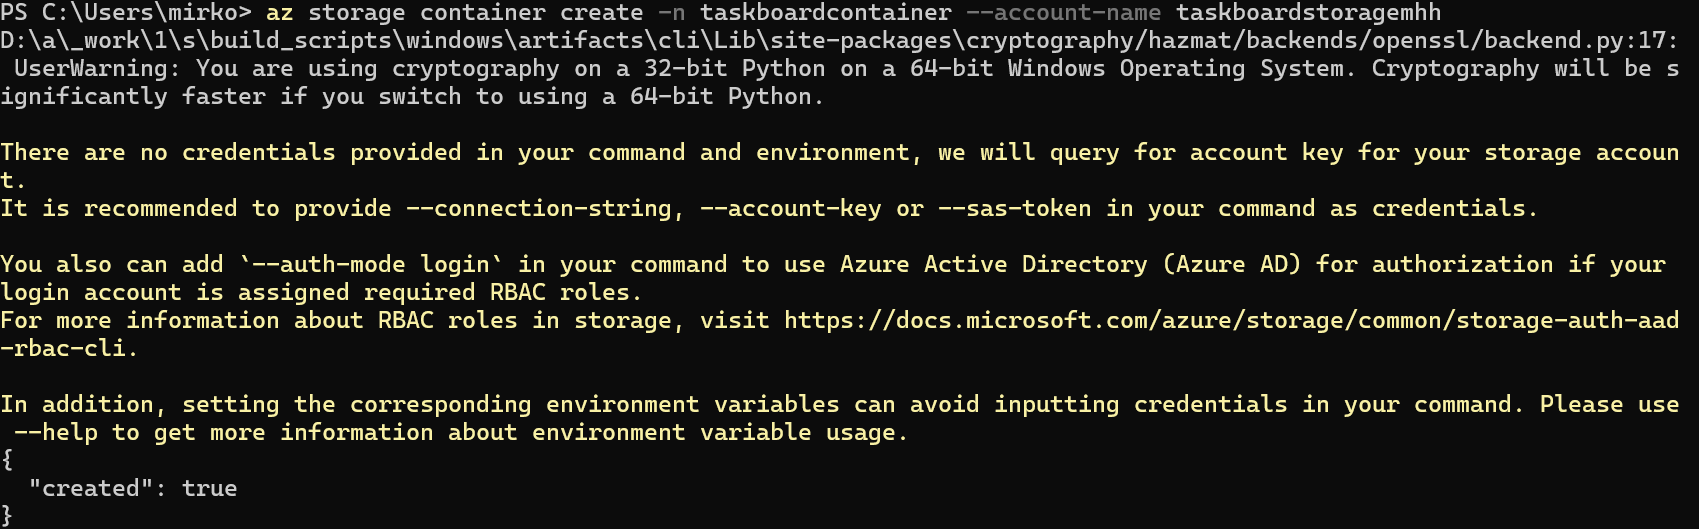 PS C:\Users\mirko> az storage container create -n taskboardcontainer --account-name taskboardstoragemhh
D:\a\_work\1\s\build_scripts\windows\artifacts\cli\Lib\site-packages\cryptography/hazmat/backends/openssl/backend.py:17:
 UserWarning: You are using cryptography on a 32-bit Python on a 64-bit Windows Operating System. Cryptography will be s
ignificantly faster if you switch to using a 64-bit Python.

There are no credentials provided in your command and environment, we will query for account key for your storage accoun
t.
It is recommended to provide --connection-string, --account-key or --sas-token in your command as credentials.

You also can add `--auth-mode login` in your command to use Azure Active Directory (Azure AD) for authorization if your
login account is assigned required RBAC roles.
For more information about RBAC roles in storage, visit https://docs.microsoft.com/azure/storage/common/storage-auth-aad
-rbac-cli.

In addition, setting the corresponding environment variables can avoid inputting credentials in your command. Please use
 --help to get more information about environment variable usage.
{
  "created": true
}